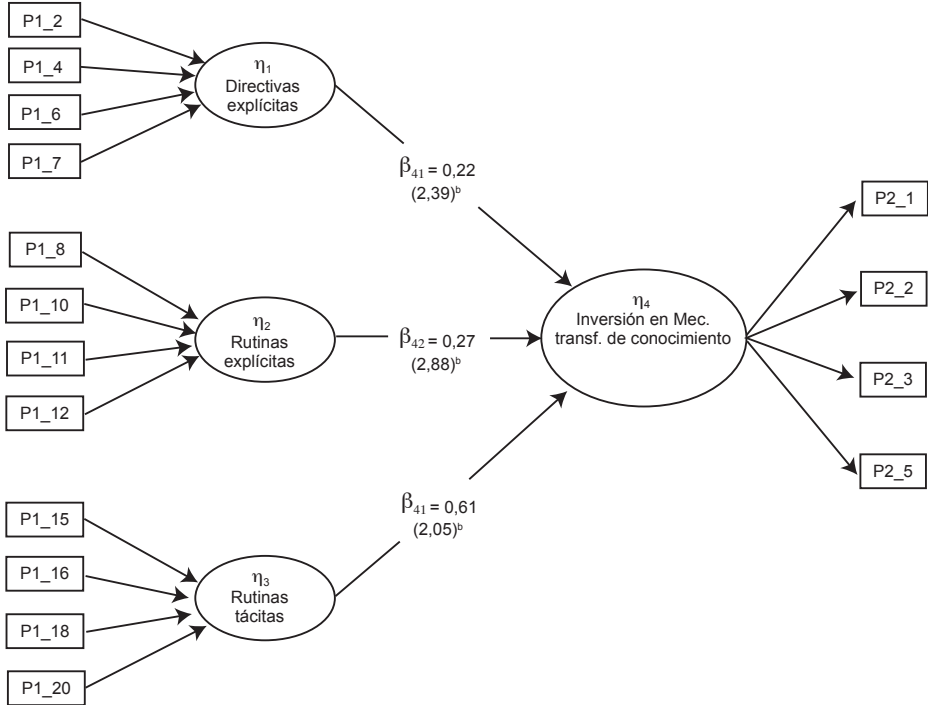 P1_2
P1_4
P1_6
P1_7
η₁
Directivas
explícitas
β₄₁ = 0,22
(2,39)ᵇ
P1_8
P1_10
P1_11
P1_12
η₂
Rutinas
explícitas
β₄₂ = 0,27
(2,88)ᵇ
P1_15
P1_16
P1_18
P1_20
η₃
Rutinas
tácitas
β₄₁ = 0,61
(2,05)ᵇ
η₄
Inversión en Mec.
transf. de conocimiento
P2_1
P2_2
P2_3
P2_5